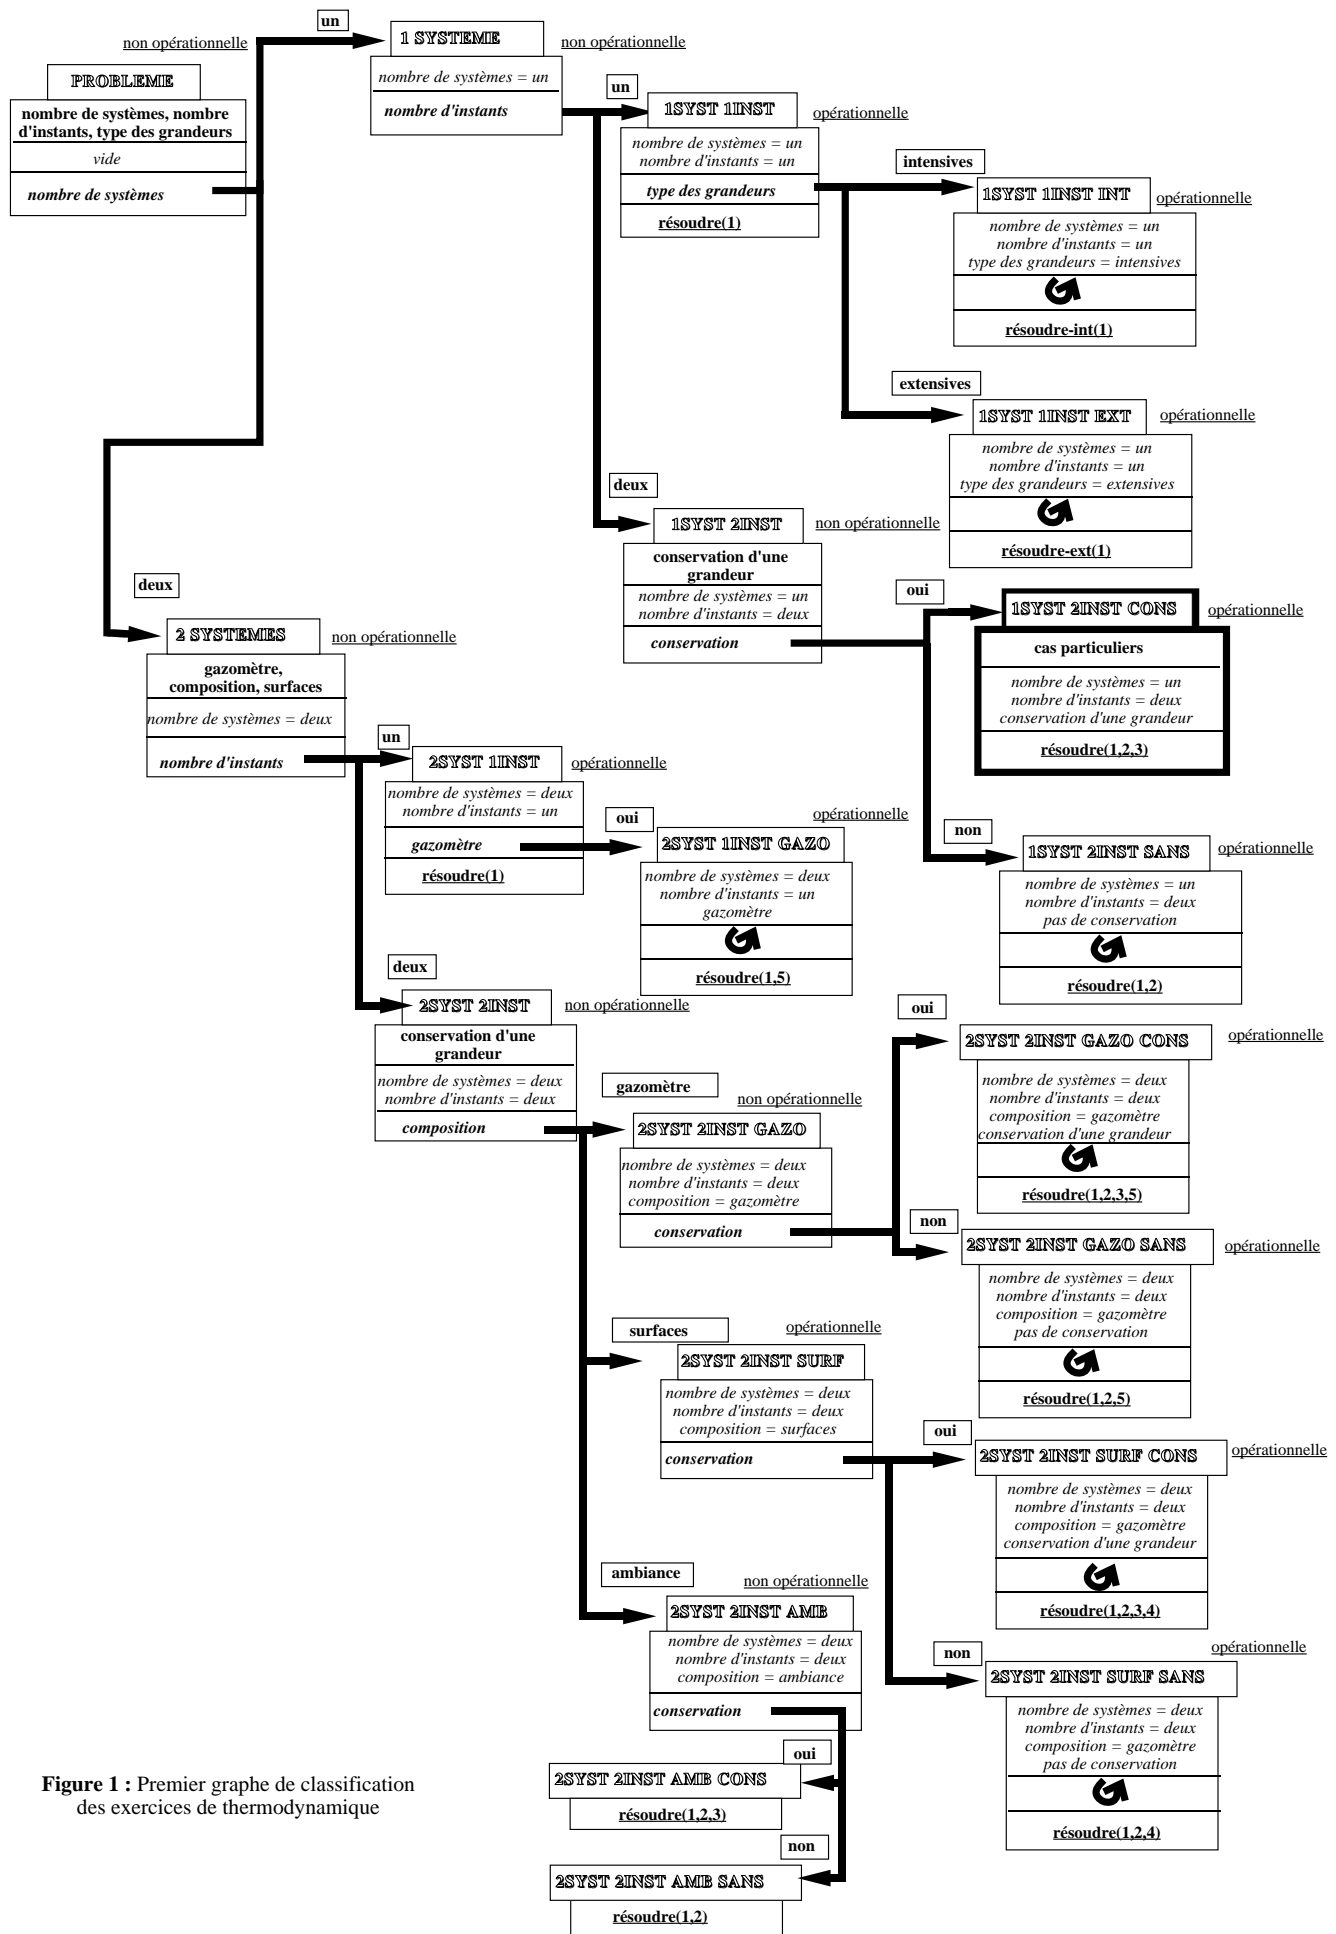 un
non opérationnelle
1 SYSTEME
non opérationnelle
PROBLEME
nombre de systèmes, nombre
d'instants, type des grandeurs
vide
nombre de systèmes
nombre de systèmes = un
nombre d'instants
un
1SYST 1INST
opérationnelle
nombre de systèmes = un
nombre d'instants = un
type des grandeurs
résoudre(1)
intensives
1SYST 1INST INT
opérationnelle
nombre de systèmes = un
nombre d'instants = un
type des grandeurs = intensives
résoudre-int(1)
extensives
1SYST 1INST EXT
opérationnelle
nombre de systèmes = un
nombre d'instants = un
type des grandeurs = extensives
résoudre-ext(1)
deux
1SYST 2INST
non opérationnelle
conservation d'une
grandeur
nombre de systèmes = un
nombre d'instants = deux
conservation
oui
1SYST 2INST CONS
opérationnelle
cas particuliers
nombre de systèmes = un
nombre d'instants = deux
conservation d'une grandeur
résoudre(1,2,3)
non
1SYST 2INST SANS
opérationnelle
nombre de systèmes = un
nombre d'instants = deux
pas de conservation
résoudre(1,2)
deux
2 SYSTEMES
non opérationnelle
gazomètre,
composition, surfaces
nombre de systèmes = deux
nombre d'instants
un
2SYST 1INST
opérationnelle
nombre de systèmes = deux
nombre d'instants = un
gazomètre
résoudre(1)
oui
opérationnelle
2SYST 1INST GAZO
nombre de systèmes = deux
nombre d'instants = un
gazomètre
résoudre(1,5)
deux
2SYST 2INST
non opérationnelle
conservation d'une
grandeur
nombre de systèmes = deux
nombre d'instants = deux
composition
gazomètre
non opérationnelle
2SYST 2INST GAZO
nombre de systèmes = deux
nombre d'instants = deux
composition = gazomètre
conservation
oui
2SYST 2INST GAZO CONS
opérationnelle
nombre de systèmes = deux
nombre d'instants = deux
composition = gazomètre
conservation d'une grandeur
résoudre(1,2,3,5)
non
2SYST 2INST GAZO SANS
opérationnelle
nombre de systèmes = deux
nombre d'instants = deux
composition = gazomètre
pas de conservation
résoudre(1,2,5)
surfaces
opérationnelle
2SYST 2INST SURF
nombre de systèmes = deux
nombre d'instants = deux
composition = surfaces
conservation
oui
2SYST 2INST SURF CONS
opérationnelle
nombre de systèmes = deux
nombre d'instants = deux
composition = gazomètre
conservation d'une grandeur
résoudre(1,2,3,4)
non
opérationnelle
2SYST 2INST SURF SANS
nombre de systèmes = deux
nombre d'instants = deux
composition = gazomètre
pas de conservation
résoudre(1,2,4)
ambiance
non opérationnelle
2SYST 2INST AMB
nombre de systèmes = deux
nombre d'instants = deux
composition = ambiance
conservation
oui
2SYST 2INST AMB CONS
résoudre(1,2,3)
non
2SYST 2INST AMB SANS
résoudre(1,2)
Figure 1 : Premier graphe de classification
des exercices de thermodynamique